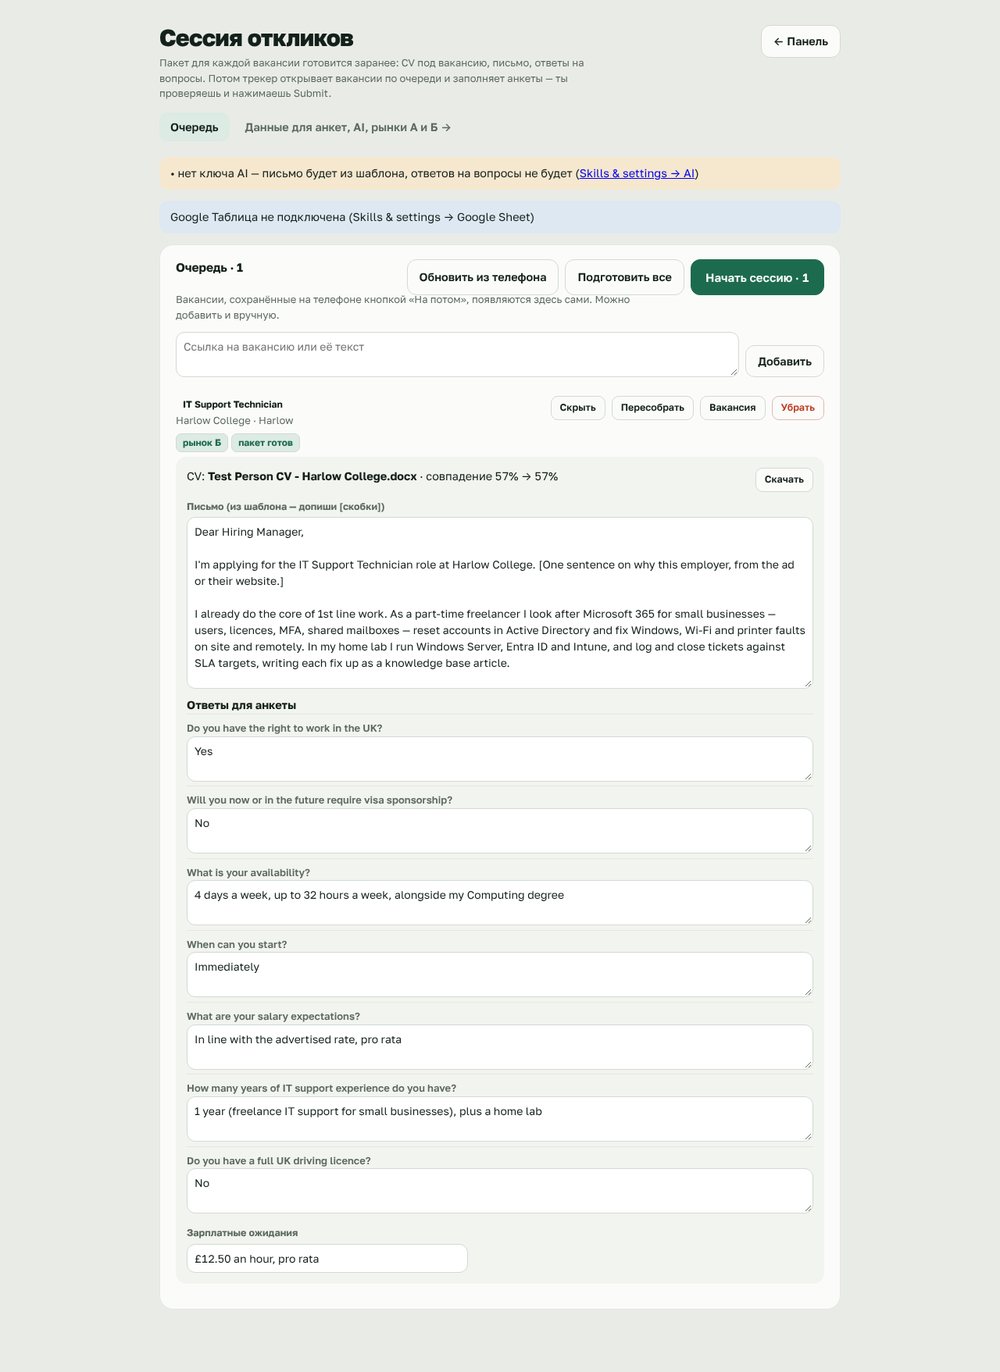 Сессия откликов
← Панель
Пакет для каждой вакансии готовится заранее: CV под вакансию, письмо, ответы на
вопросы. Потом трекер открывает вакансии по очереди и заполняет анкеты — ты
проверяешь и нажимаешь Submit.
Очередь
Данные для анкет, AI, рынки А и Б →
• нет ключа AI — письмо будет из шаблона, ответов на вопросы не будет (Skills & settings → AI)
Google Таблица не подключена (Skills & settings → Google Sheet)
Очередь · 1
Обновить из телефона
Подготовить все
Начать сессию · 1
Вакансии, сохранённые на телефоне кнопкой «На потом», появляются здесь сами. Можно
добавить и вручную.
Ссылка на вакансию или её текст
Добавить
IT Support Technician
Скрыть
Пересобрать
Вакансия
Убрать
Harlow College · Harlow
рынок Б
пакет готов
CV: Test Person CV - Harlow College.docx · совпадение 57% → 57%
Скачать
Письмо (из шаблона — допиши [скобки])
Dear Hiring Manager,
I'm applying for the IT Support Technician role at Harlow College. [One sentence on why this employer, from the ad
or their website.]
I already do the core of 1st line work. As a part-time freelancer I look after Microsoft 365 for small businesses —
users, licences, MFA, shared mailboxes — reset accounts in Active Directory and fix Windows, Wi-Fi and printer faults
on site and remotely. In my home lab I run Windows Server, Entra ID and Intune, and log and close tickets against
SLA targets, writing each fix up as a knowledge base article.
Ответы для анкеты
Do you have the right to work in the UK?
Yes
Will you now or in the future require visa sponsorship?
No
What is your availability?
4 days a week, up to 32 hours a week, alongside my Computing degree
When can you start?
Immediately
What are your salary expectations?
In line with the advertised rate, pro rata
How many years of IT support experience do you have?
1 year (freelance IT support for small businesses), plus a home lab
Do you have a full UK driving licence?
No
Зарплатные ожидания
£12.50 an hour, pro rata